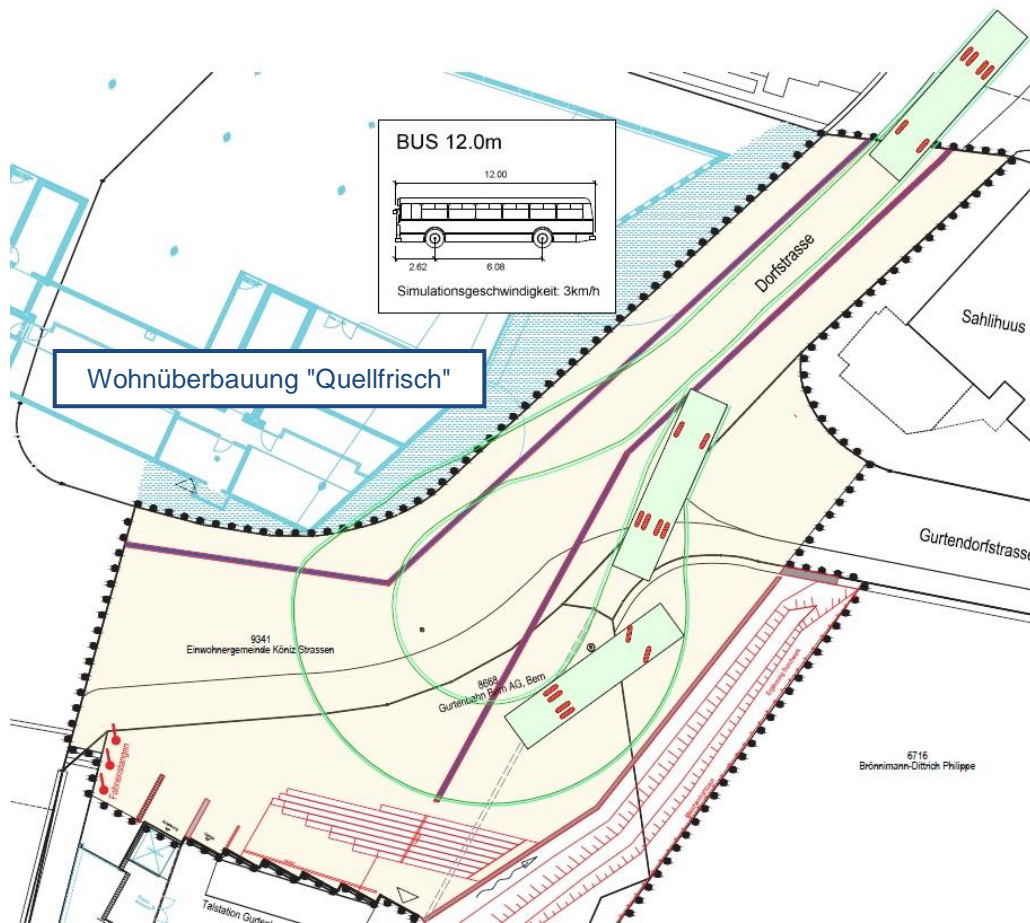 BUS 12.0m
12.00
2.62
6.08
Simulationsgeschwindigkeit: 3km/h
Dorfstrasse
Sahlihuus
Wohnüberbauung "Quellfrisch"
Gurtendorfstrasse
9341
Einwohnergemeinde Köniz Strassen
8668
Gurtenbahn Bern AG, Bern
6716
Brönnimann-Dittrich Philippe
Fahnenstangen
Talstation